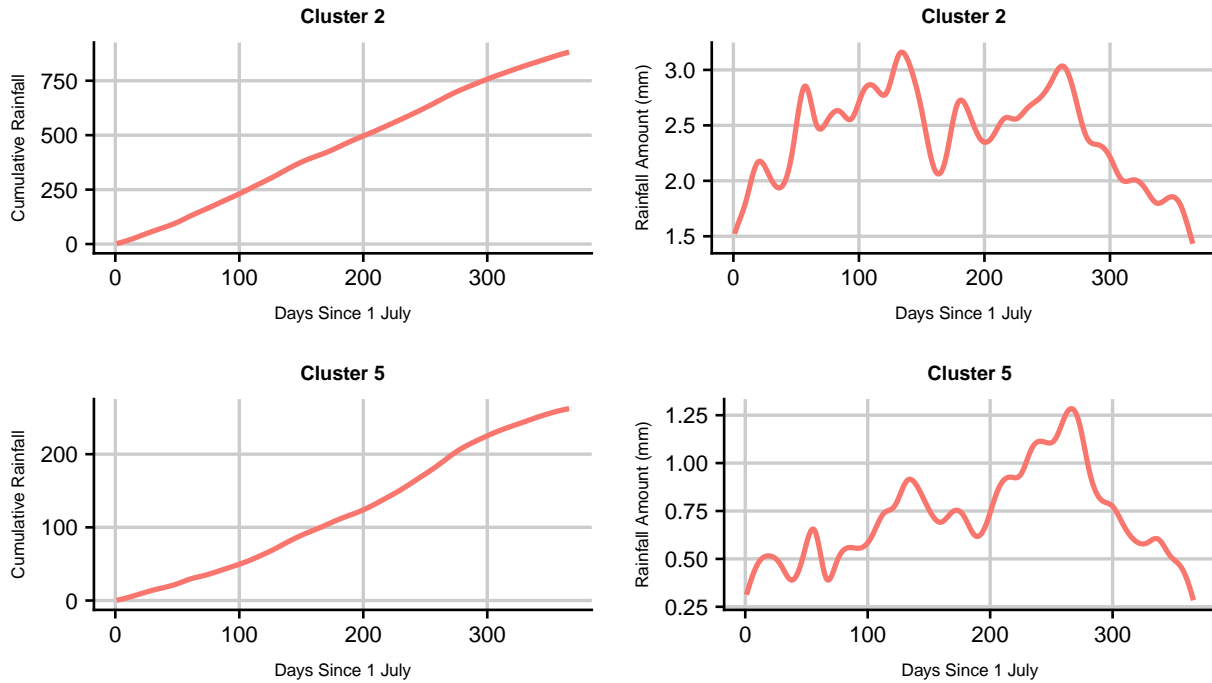 Cluster 2
Cumulative Rainfall
750
500
250
0
0 100 200 300
Days Since 1 July
Cluster 2
Rainfall Amount (mm)
3.0
2.5
2.0
1.5
0 100 200 300
Days Since 1 July
Cluster 5
Cumulative Rainfall
200
100
0
0 100 200 300
Days Since 1 July
Cluster 5
Rainfall Amount (mm)
1.25
1.00
0.75
0.50
0.25
0 100 200 300
Days Since 1 July